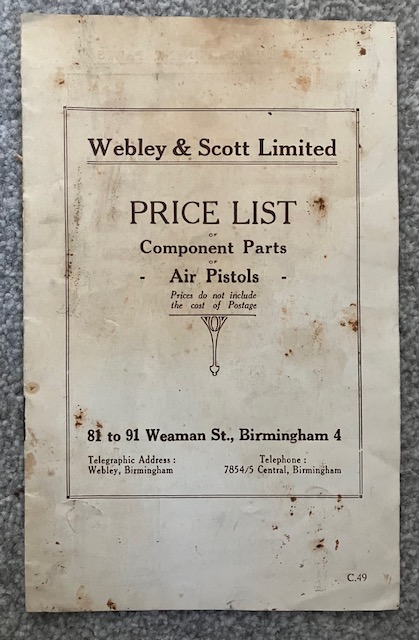 Webley & Scott Limited
PRICE LIST
OF
Component Parts
OF
- Air Pistols -
Prices do not include
the cost of Postage
81 to 91 Weaman St., Birmingham 4
Telegraphic Address :
Webley, Birmingham
Telephone :
7854/5 Central, Birmingham
C.49